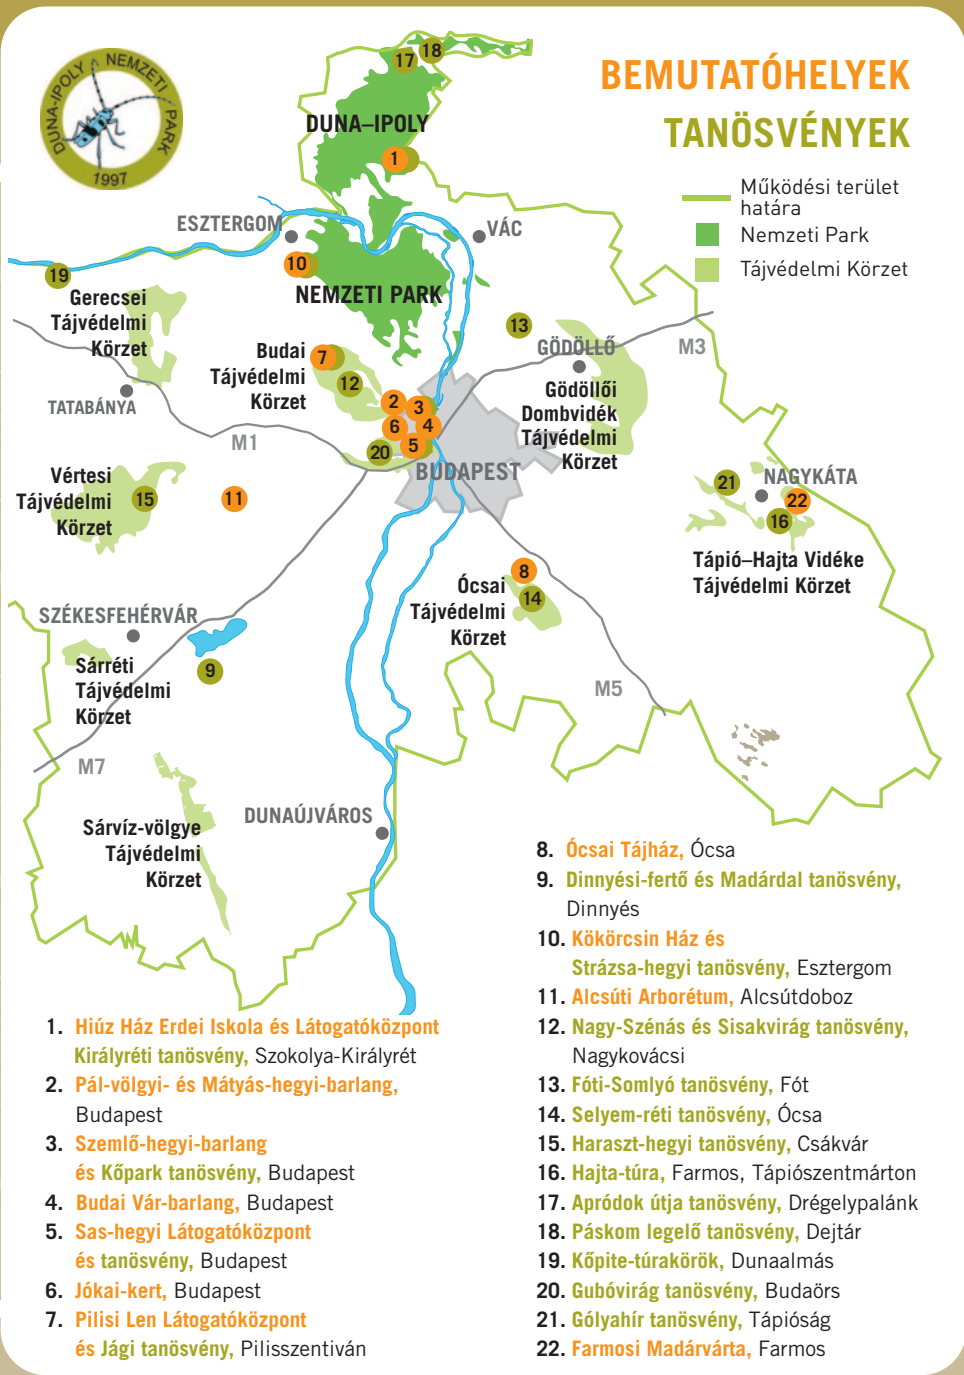 DUNA-IPOLY NEMZETI PARK
1997
BEMUTATÓHELYEK
TANÖSVÉNYEK
Működési terület
határa
Nemzeti Park
Tájvédelmi Körzet
17
18
DUNA–IPOLY
1
ESZTERGOM
VÁC
10
19
NEMZETI PARK
Gerecsei
Tájvédelmi
Körzet
13
GÖDÖLLŐ
M3
Budai
Tájvédelmi
Körzet
7
12
TATABÁNYA
Gödöllői
Dombvidék
Tájvédelmi
Körzet
2
3
6
4
5
20
M1
BUDAPEST
Vértesi
Tájvédelmi
Körzet
15
11
21
NAGYKÁTA
22
16
Tápió–Hajta Vidéke
Tájvédelmi Körzet
8
Ócsai
Tájvédelmi
Körzet
14
SZÉKESFEHÉRVÁR
Sárréti
Tájvédelmi
Körzet
9
M5
M7
Sárvíz-völgye
Tájvédelmi
Körzet
DUNAÚJVÁROS
1. Hiúz Ház Erdei Iskola és Látogatóközpont
Királyréti tanösvény, Szokolya-Királyrét
2. Pál-völgyi- és Mátyás-hegyi-barlang,
Budapest
3. Szemlő-hegyi-barlang
és Kőpark tanösvény, Budapest
4. Budai Vár-barlang, Budapest
5. Sas-hegyi Látogatóközpont
és tanösvény, Budapest
6. Jókai-kert, Budapest
7. Pilisi Len Látogatóközpont
és Jági tanösvény, Pilisszentiván
8. Ócsai Tájház, Ócsa
9. Dinnyési-fertő és Madárdal tanösvény,
Dinnyés
10. Kökörcsin Ház és
Strázsa-hegyi tanösvény, Esztergom
11. Alcsúti Arborétum, Alcsútdoboz
12. Nagy-Szénás és Sisakvirág tanösvény,
Nagykovácsi
13. Fóti-Somlyó tanösvény, Fót
14. Selyem-réti tanösvény, Ócsa
15. Haraszt-hegyi tanösvény, Csákvár
16. Hajta-túra, Farmos, Tápiószentmárton
17. Apródok útja tanösvény, Drégelypalánk
18. Páskom legelő tanösvény, Dejtár
19. Kőpite-túrakörök, Dunaalmás
20. Gubóvirág tanösvény, Budaörs
21. Gólyahír tanösvény, Tápióság
22. Farmosi Madárvárta, Farmos